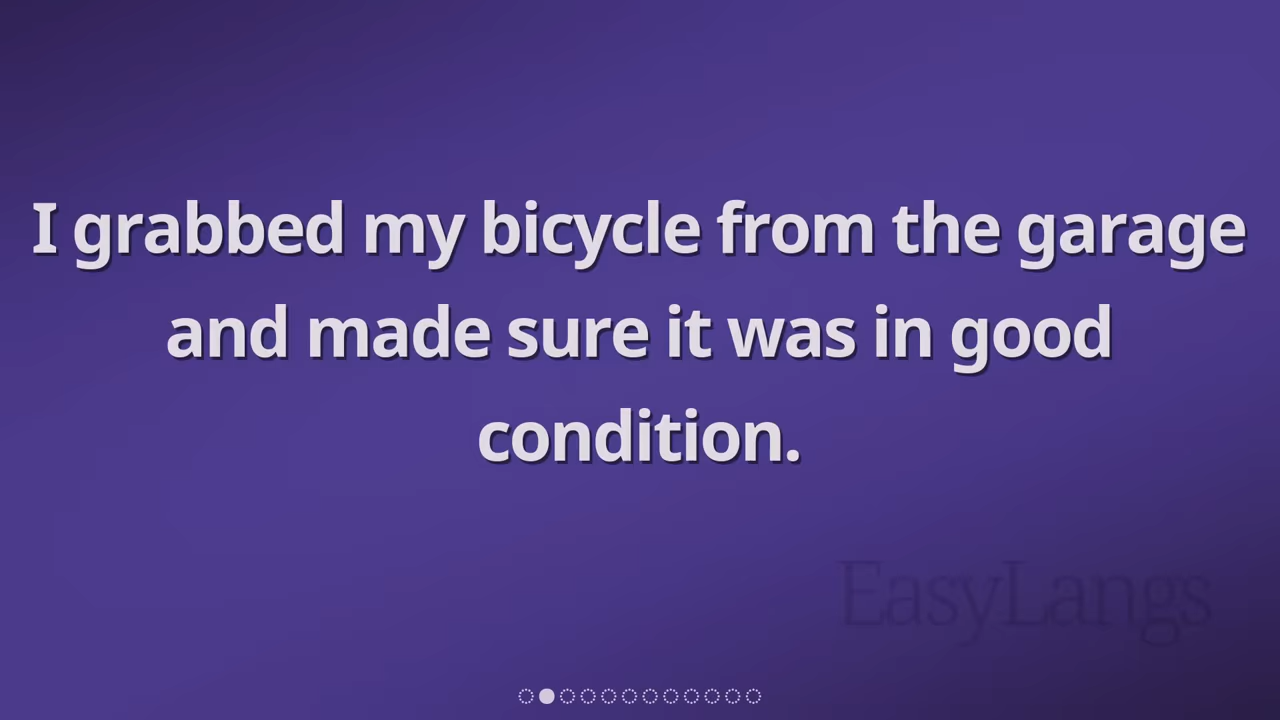 I grabbed my bicycle from the garage
and made sure it was in good
condition.
EasyLangs